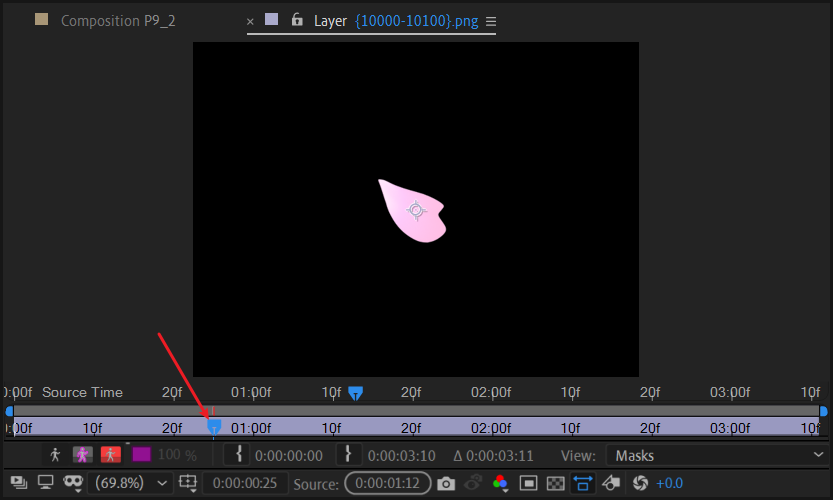 Composition P9_2 × Layer {10000-10100}.png ☰
0:00f Source Time 20f 01:00f 10f 20f 02:00f 10f 20f 03:00f 10f
0:00f 10f 20f 01:00f 10f 20f 02:00f 10f 20f 03:00f 10f
100 % { 0:00:00:00 } 0:00:03:10 Δ 0:00:03:11 View: Masks
(69.8%) 0:00:00:25 Source: 0:00:01:12 +0.0